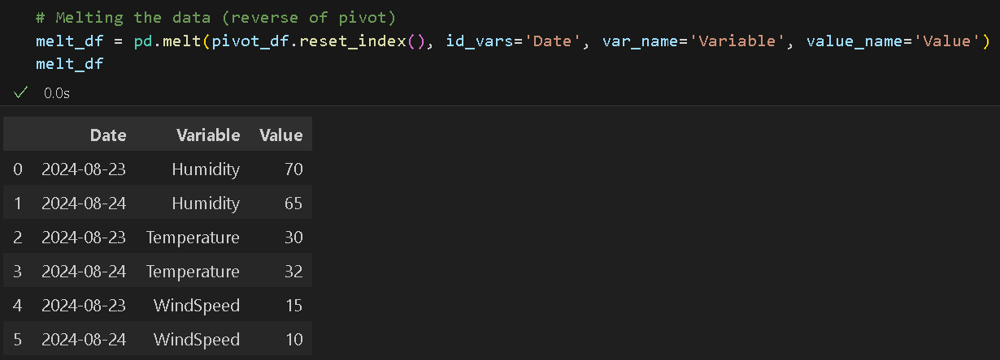 # Melting the data (reverse of pivot)
melt_df = pd.melt(pivot_df.reset_index(), id_vars='Date', var_name='Variable', value_name='Value')
melt_df
0.0s
Date Variable Value
0 2024-08-23 Humidity 70
1 2024-08-24 Humidity 65
2 2024-08-23 Temperature 30
3 2024-08-24 Temperature 32
4 2024-08-23 WindSpeed 15
5 2024-08-24 WindSpeed 10